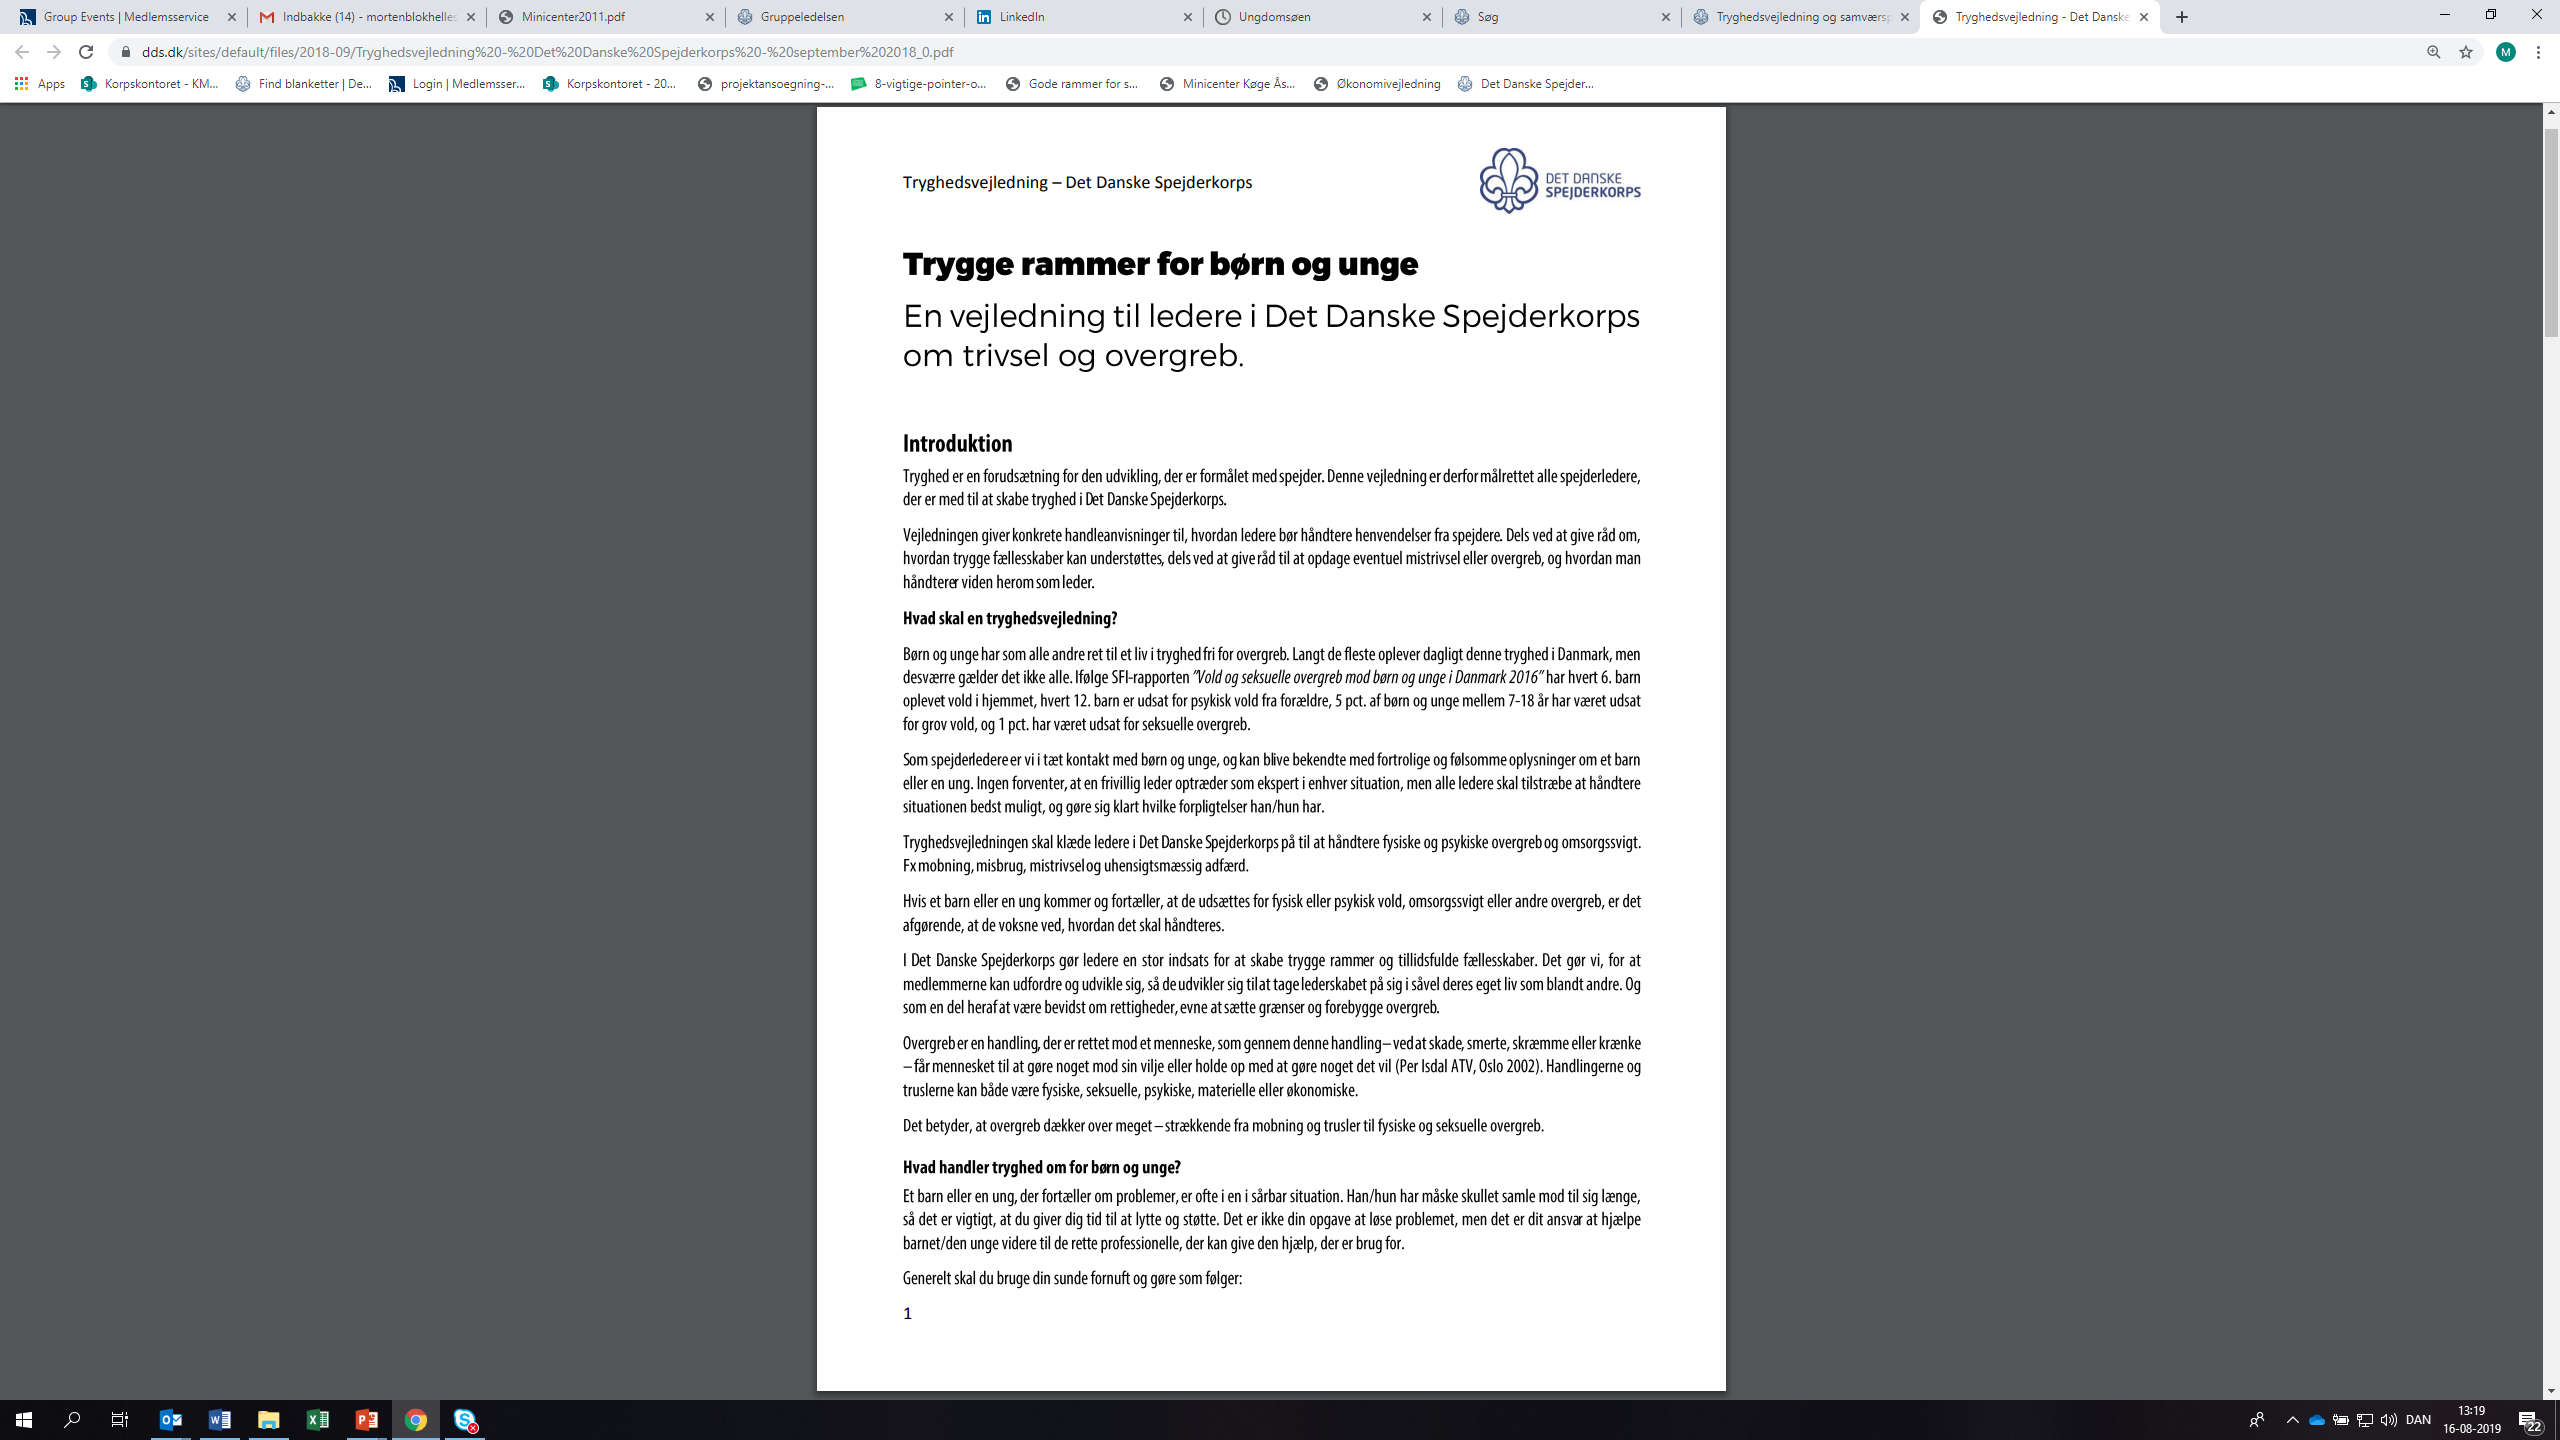 Group Events | Medlemsservice
Indbakke (14) - mortenblokhelles
Minicenter2011.pdf
Gruppeledelsen
LinkedIn
Ungdomsøen
Søg
Tryghedsvejledning og samværsp
Tryghedsvejledning - Det Danske
dds.dk/sites/default/files/2018-09/Tryghedsvejledning%20-%20Det%20Danske%20Spejderkorps%20-%20september%202018_0.pdf
M
Apps
Korpskontoret - KM...
Find blanketter | De...
Login | Medlemsser...
Korpskontoret - 20...
projektansoegning-...
8-vigtige-pointer-o...
Gode rammer for s...
Minicenter Køge Ås...
Økonomivejledning
Det Danske Spejder...
Tryghedsvejledning – Det Danske Spejderkorps
DET DANSKE
SPEJDERKORPS
Trygge rammer for børn og unge
En vejledning til ledere i Det Danske Spejderkorps
om trivsel og overgreb.
Introduktion
Tryghed er en forudsætning for den udvikling, der er formålet med spejder. Denne vejledning er derfor målrettet alle spejderledere,
der er med til at skabe tryghed i Det Danske Spejderkorps.
Vejledningen giver konkrete handleanvisninger til, hvordan ledere bør håndtere henvendelser fra spejdere. Dels ved at give råd om,
hvordan trygge fællesskaber kan understøttes, dels ved at give råd til at opdage eventuel mistrivsel eller overgreb, og hvordan man
håndterer viden herom som leder.
Hvad skal en tryghedsvejledning?
Børn og unge har som alle andre ret til et liv i tryghed fri for overgreb. Langt de fleste oplever dagligt denne tryghed i Danmark, men
desværre gælder det ikke alle. Ifølge SFI-rapporten "Vold og seksuelle overgreb mod børn og unge i Danmark 2016" har hvert 6. barn
oplevet vold i hjemmet, hvert 12. barn er udsat for psykisk vold fra forældre, 5 pct. af børn og unge mellem 7-18 år har været udsat
for grov vold, og 1 pct. har været udsat for seksuelle overgreb.
Som spejderledere er vi i tæt kontakt med børn og unge, og kan blive bekendte med fortrolige og følsomme oplysninger om et barn
eller en ung. Ingen forventer, at en frivillig leder optræder som ekspert i enhver situation, men alle ledere skal tilstræbe at håndtere
situationen bedst muligt, og gøre sig klart hvilke forpligtelser han/hun har.
Tryghedsvejledningen skal klæde ledere i Det Danske Spejderkorps på til at håndtere fysiske og psykiske overgreb og omsorgssvigt.
Fx mobning, misbrug, mistrivsel og uhensigtsmæssig adfærd.
Hvis et barn eller en ung kommer og fortæller, at de udsættes for fysisk eller psykisk vold, omsorgssvigt eller andre overgreb, er det
afgørende, at de voksne ved, hvordan det skal håndteres.
I Det Danske Spejderkorps gør ledere en stor indsats for at skabe trygge rammer og tillidsfulde fællesskaber. Det gør vi, for at
medlemmerne kan udfordre og udvikle sig, så de udvikler sig til at tage lederskabet på sig i såvel deres eget liv som blandt andre. Og
som en del heraf at være bevidst om rettigheder, evne at sætte grænser og forebygge overgreb.
Overgreb er en handling, der er rettet mod et menneske, som gennem denne handling – ved at skade, smerte, skræmme eller krænke
– får mennesket til at gøre noget mod sin vilje eller holde op med at gøre noget det vil (Per Isdal ATV, Oslo 2002). Handlingerne og
truslerne kan både være fysiske, seksuelle, psykiske, materielle eller økonomiske.
Det betyder, at overgreb dækker over meget – strækkende fra mobning og trusler til fysiske og seksuelle overgreb.
Hvad handler tryghed om for børn og unge?
Et barn eller en ung, der fortæller om problemer, er ofte i en i sårbar situation. Han/hun har måske skullet samle mod til sig længe,
så det er vigtigt, at du giver dig tid til at lytte og støtte. Det er ikke din opgave at løse problemet, men det er dit ansvar at hjælpe
barnet/den unge videre til de rette professionelle, der kan give den hjælp, der er brug for.
Generelt skal du bruge din sunde fornuft og gøre som følger:
1
DAN
13:19
16-08-2019
22